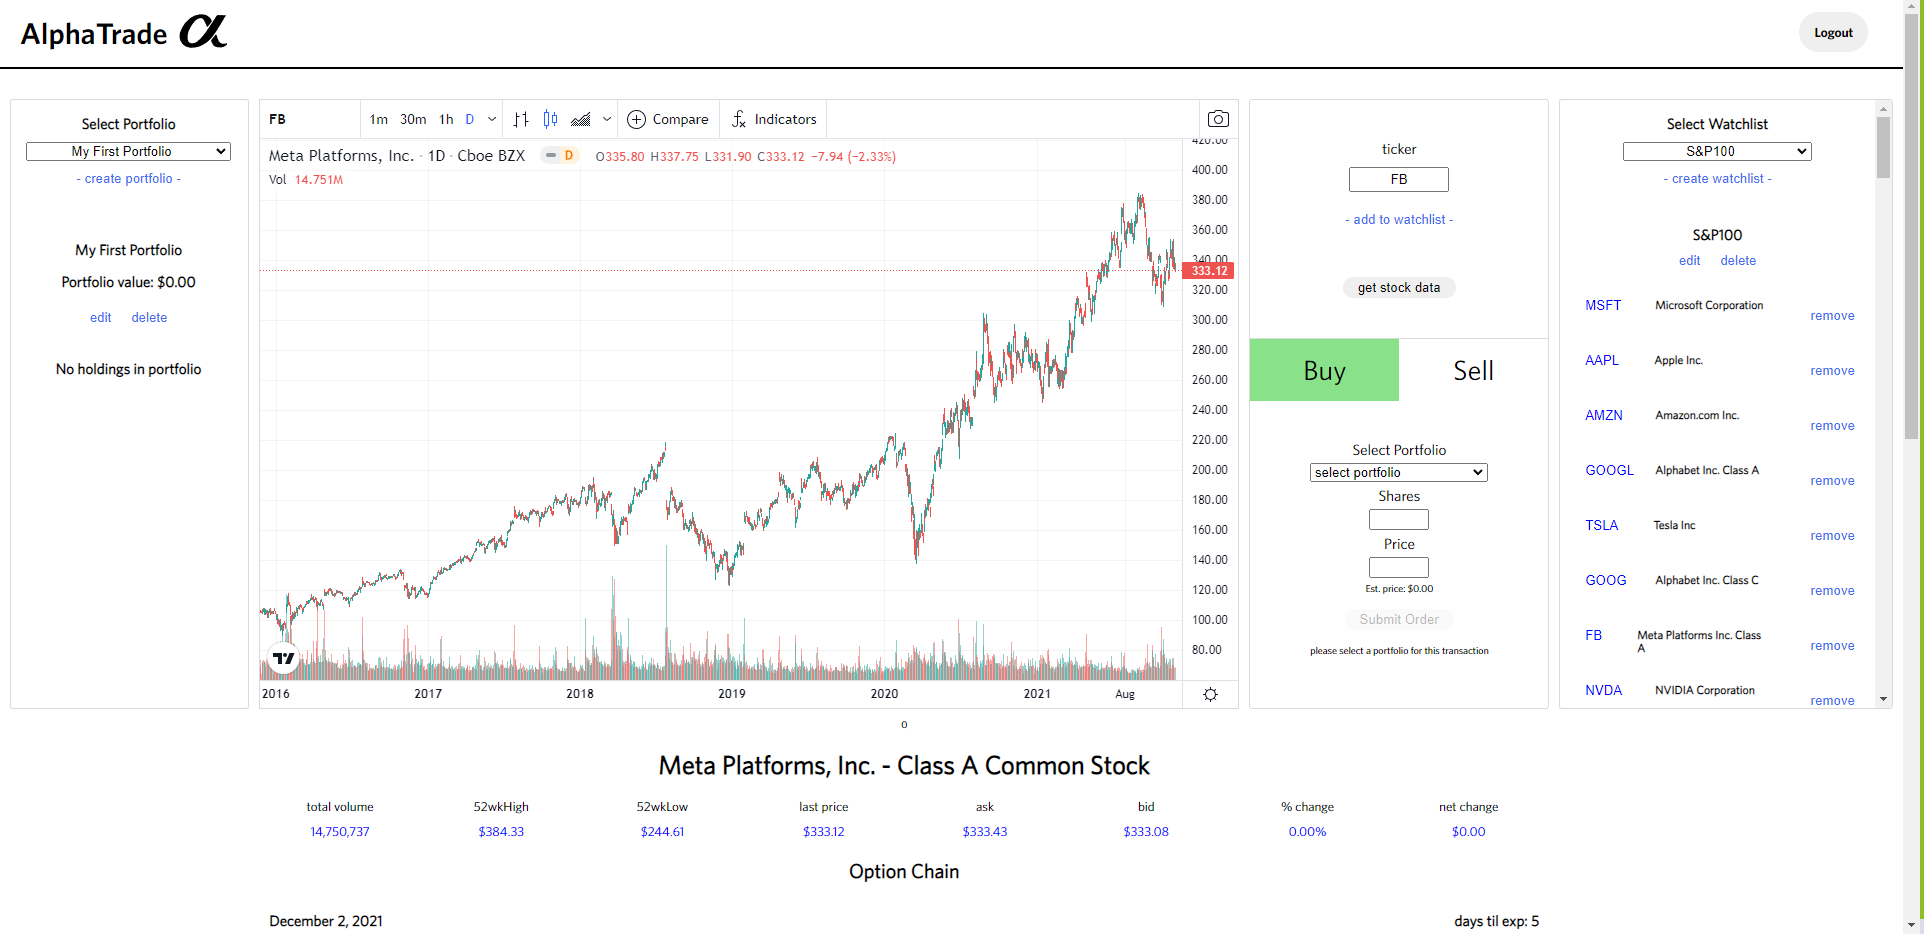 AlphaTrade α
Logout
Select Portfolio
My First Portfolio
- create portfolio -
My First Portfolio
Portfolio value: $0.00
edit delete
No holdings in portfolio
FB 1m 30m 1h D Compare Indicators
Meta Platforms, Inc. · 1D · Cboe BZX D O335.80 H337.75 L331.90 C333.12 −7.94 (−2.33%)
Vol 14.751M
420.00
400.00
380.00
360.00
340.00
333.12
320.00
300.00
280.00
260.00
240.00
220.00
200.00
180.00
160.00
140.00
120.00
100.00
80.00
2016 2017 2018 2019 2020 2021 Aug
ticker
FB
- add to watchlist -
get stock data
Buy Sell
Select Portfolio
select portfolio
Shares
Price
Est. price: $0.00
Submit Order
please select a portfolio for this transaction
Select Watchlist
S&P100
- create watchlist -
S&P100
edit delete
MSFT Microsoft Corporation remove
AAPL Apple Inc. remove
AMZN Amazon.com Inc. remove
GOOGL Alphabet Inc. Class A remove
TSLA Tesla Inc remove
GOOG Alphabet Inc. Class C remove
FB Meta Platforms Inc. Class A remove
NVDA NVIDIA Corporation remove
0
Meta Platforms, Inc. - Class A Common Stock
total volume 52wkHigh 52wkLow last price ask bid % change net change
14,750,737 $384.33 $244.61 $333.12 $333.43 $333.08 0.00% $0.00
Option Chain
December 2, 2021 days til exp: 5